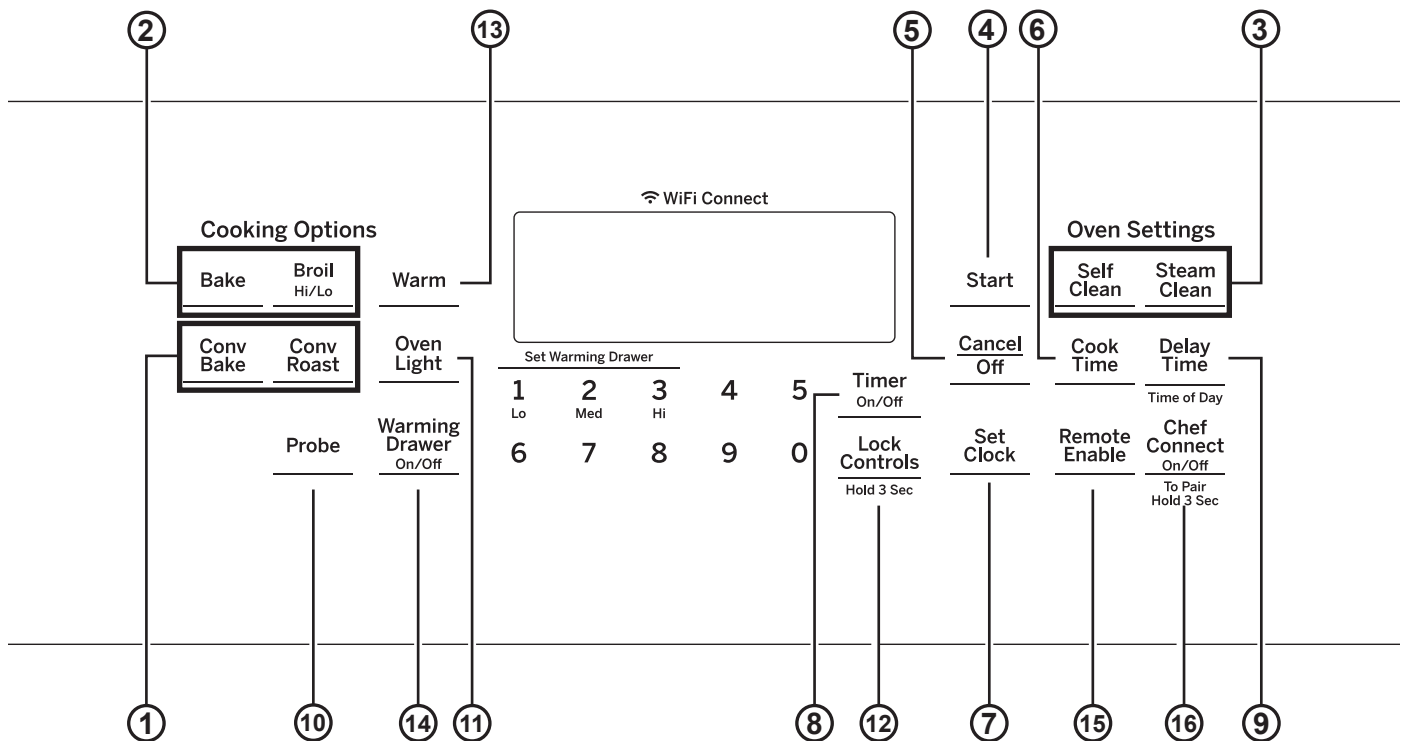 2
13
5
4
6
3
WiFi Connect
Cooking Options
Oven Settings
Bake
Broil
Hi/Lo
Warm
Start
Self
Clean
Steam
Clean
Conv
Bake
Conv
Roast
Oven
Light
Set Warming Drawer
1
Lo
2
Med
3
Hi
4
5
6
7
8
9
0
Timer
On/Off
Cancel
Off
Cook
Time
Delay
Time
Time of Day
Probe
Warming
Drawer
On/Off
Lock
Controls
Hold 3 Sec
Set
Clock
Remote
Enable
Chef
Connect
On/Off
To Pair
Hold 3 Sec
1
10
14
11
8
12
7
15
16
9